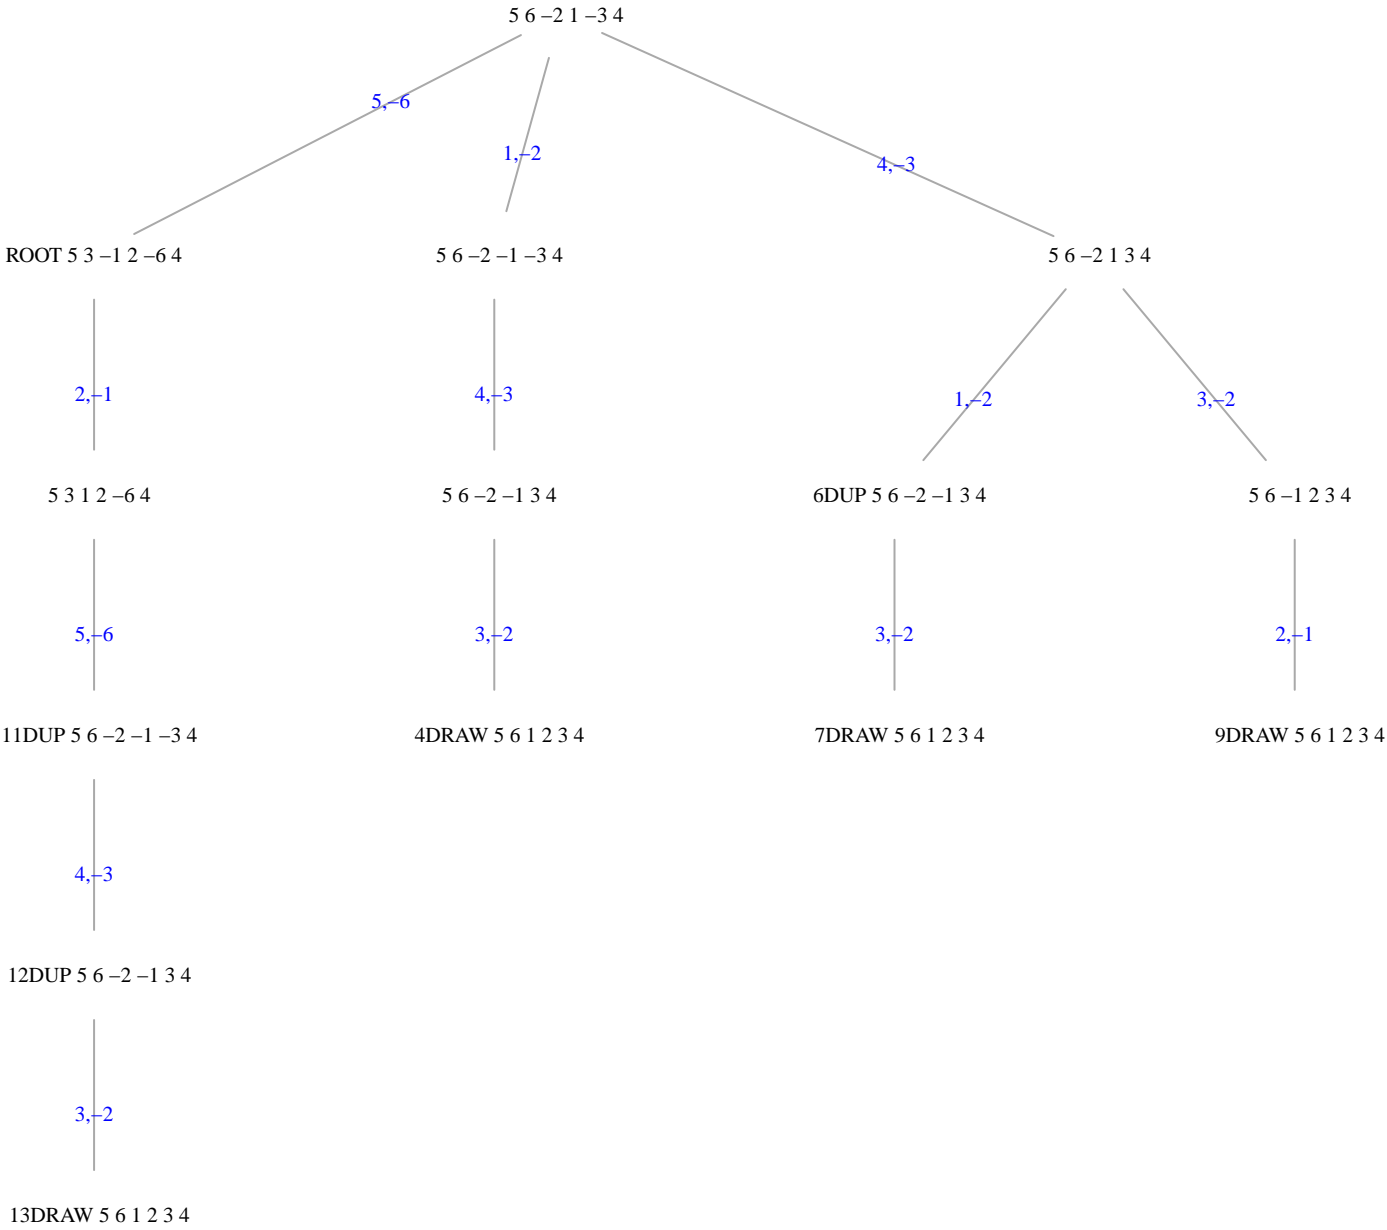 5 6 –2 1 –3 4
5,–6
1,–2
4,–3
ROOT 5 3 –1 2 –6 4
5 6 –2 –1 –3 4
5 6 –2 1 3 4
2,–1
4,–3
1,–2
3,–2
5 3 1 2 –6 4
5 6 –2 –1 3 4
6DUP 5 6 –2 –1 3 4
5 6 –1 2 3 4
5,–6
3,–2
3,–2
2,–1
11DUP 5 6 –2 –1 –3 4
4DRAW 5 6 1 2 3 4
7DRAW 5 6 1 2 3 4
9DRAW 5 6 1 2 3 4
4,–3
12DUP 5 6 –2 –1 3 4
3,–2
13DRAW 5 6 1 2 3 4